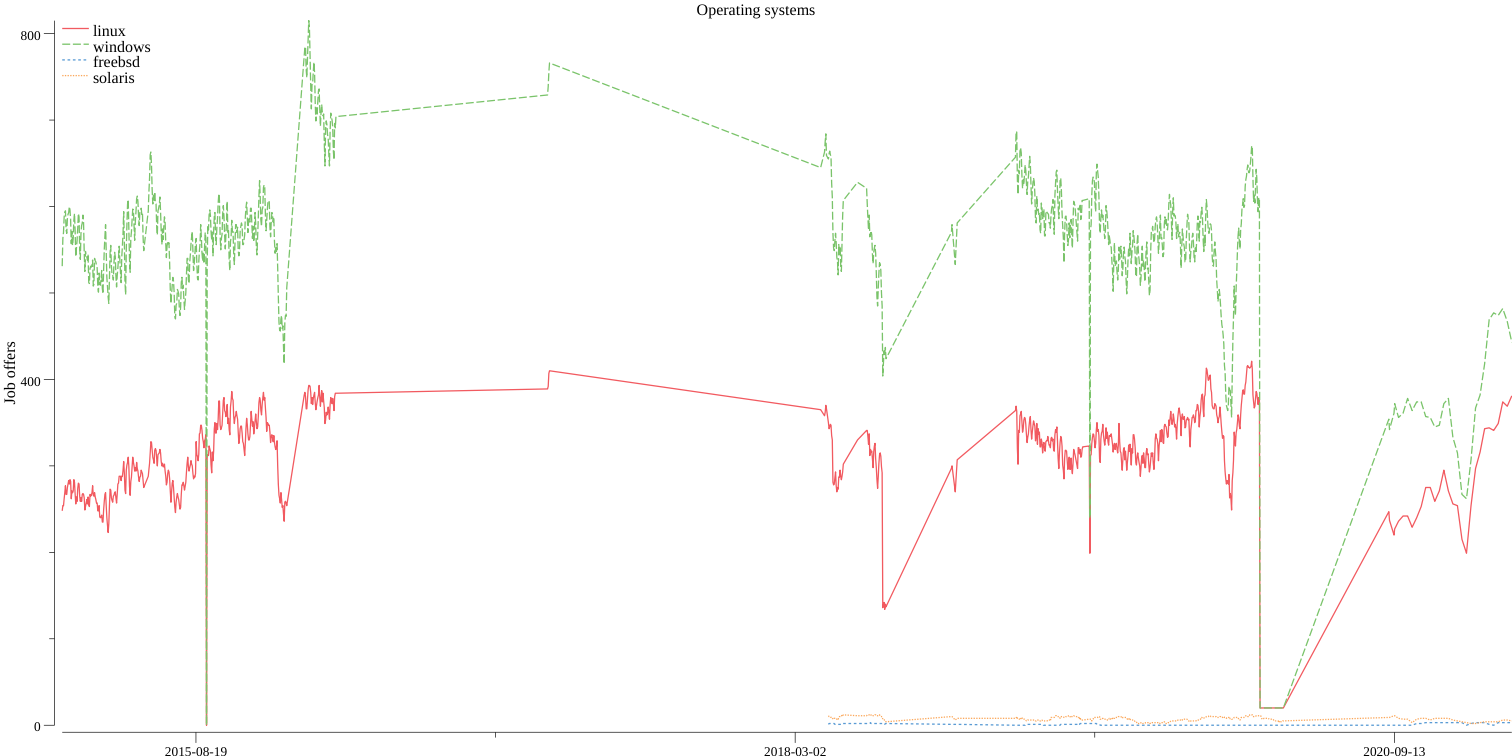 Operating systems
800
linux
windows
freebsd
solaris
Job offers
400
0
2015-08-19
2018-03-02
2020-09-13